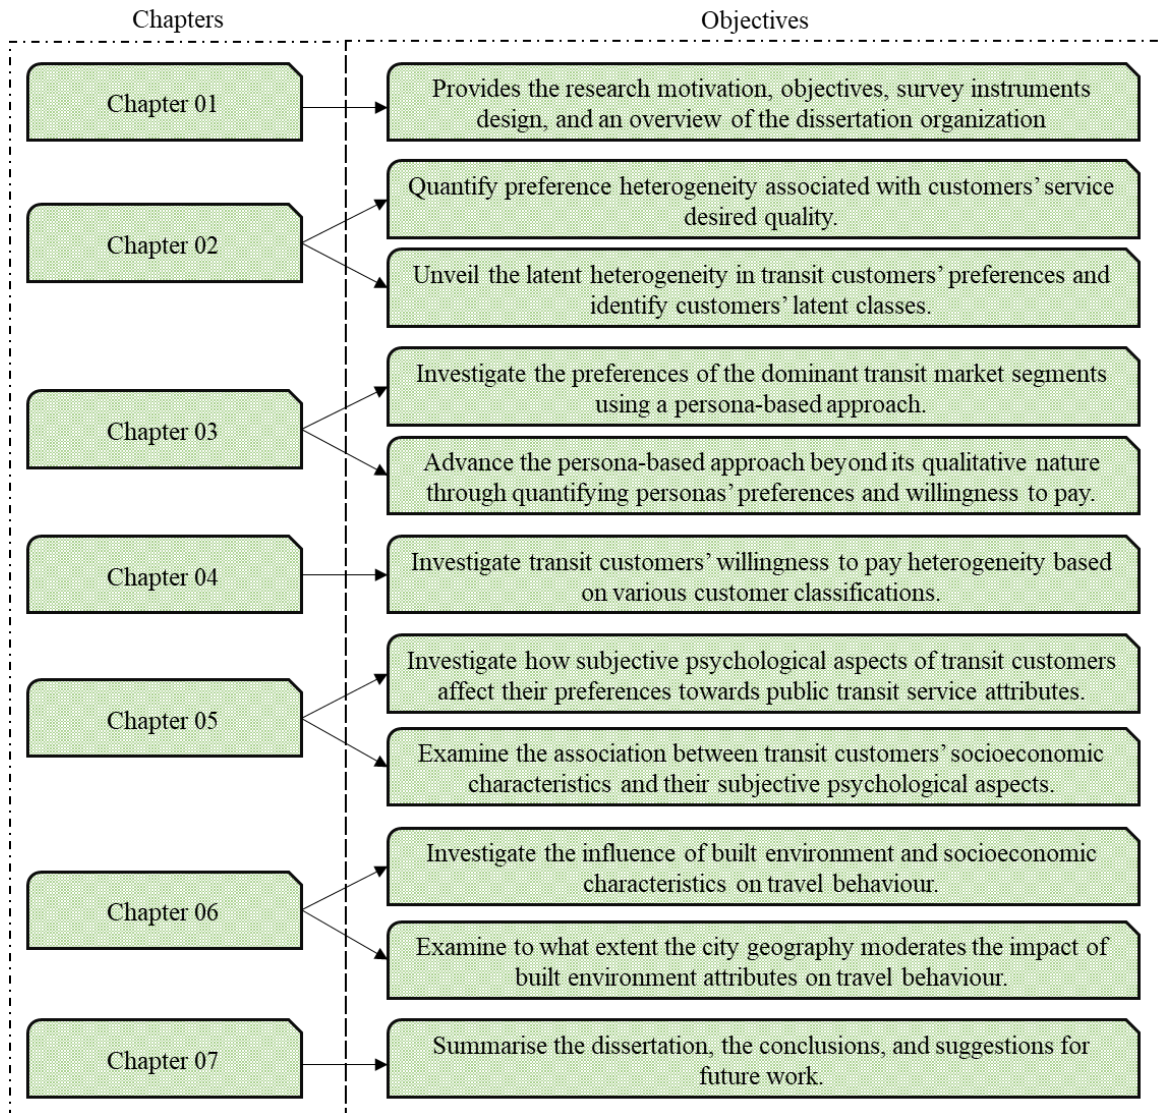 Chapters
Objectives
Chapter 01
Provides the research motivation, objectives, survey instruments
design, and an overview of the dissertation organization
Chapter 02
Quantify preference heterogeneity associated with customers’ service
desired quality.
Unveil the latent heterogeneity in transit customers’ preferences and
identify customers’ latent classes.
Chapter 03
Investigate the preferences of the dominant transit market segments
using a persona-based approach.
Advance the persona-based approach beyond its qualitative nature
through quantifying personas’ preferences and willingness to pay.
Chapter 04
Investigate transit customers’ willingness to pay heterogeneity based
on various customer classifications.
Chapter 05
Investigate how subjective psychological aspects of transit customers
affect their preferences towards public transit service attributes.
Examine the association between transit customers’ socioeconomic
characteristics and their subjective psychological aspects.
Chapter 06
Investigate the influence of built environment and socioeconomic
characteristics on travel behaviour.
Examine to what extent the city geography moderates the impact of
built environment attributes on travel behaviour.
Chapter 07
Summarise the dissertation, the conclusions, and suggestions for
future work.